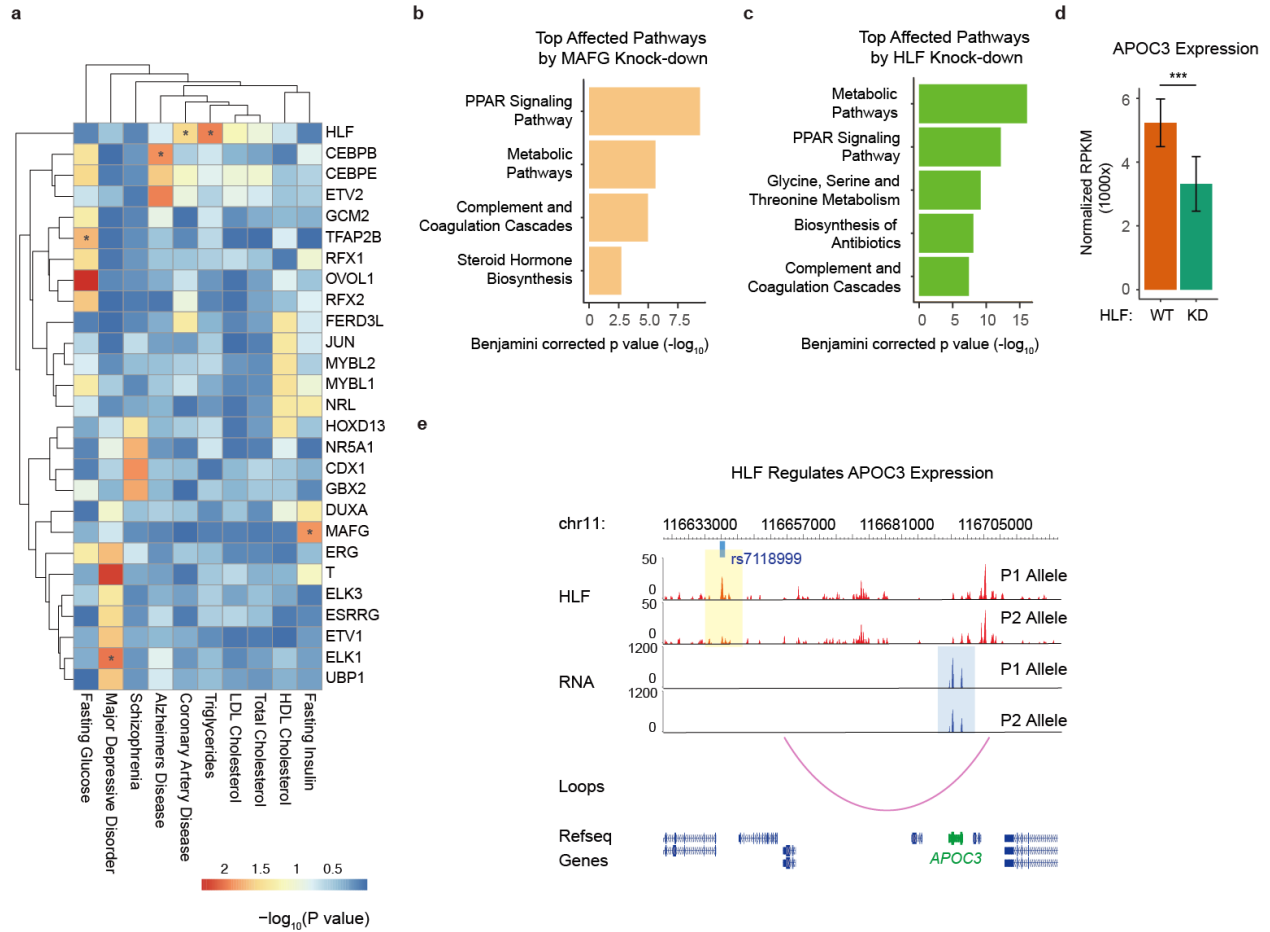 a
HLF
CEBPB
CEBPE
ETV2
GCM2
TFAP2B
RFX1
OVOL1
RFX2
FERD3L
JUN
MYBL2
MYBL1
NRL
HOXD13
NR5A1
CDX1
GBX2
DUXA
MAFG
ERG
T
ELK3
ESRRG
ETV1
ELK1
UBP1
* *
*
*
*
*
Fasting Glucose
Major Depressive Disorder
Schizophrenia
Alzheimers Disease
Coronary Artery Disease
Triglycerides
LDL Cholesterol
Total Cholesterol
HDL Cholesterol
Fasting Insulin
2 1.5 1 0.5
−log10(P value)
b
Top Affected Pathways
by MAFG Knock-down
PPAR Signaling
Pathway
Metabolic
Pathways
Complement and
Coagulation Cascades
Steroid Hormone
Biosynthesis
0 2.5 5.0 7.5
Benjamini corrected p value (-log10)
c
Top Affected Pathways
by HLF Knock-down
Metabolic
Pathways
PPAR Signaling
Pathway
Glycine, Serine and
Threonine Metabolism
Biosynthesis of
Antibiotics
Complement and
Coagulation Cascades
0 5 10 15
Benjamini corrected p value (-log10)
d
APOC3 Expression
***
Normalized RPKM
(1000x)
6
4
2
0
HLF: WT KD
e
HLF Regulates APOC3 Expression
chr11: 116633000 116657000 116681000 116705000
rs7118999
HLF
50
0
P1 Allele
50
0
P2 Allele
RNA
1200
0
P1 Allele
1200
0
P2 Allele
Loops
Refseq
Genes
APOC3